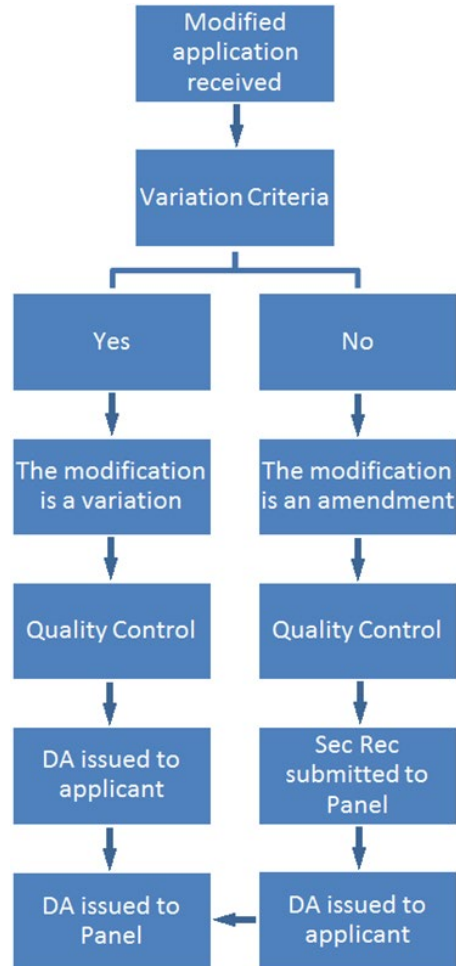 Modified
application
received
Variation Criteria
Yes
No
The modification
is a variation
The modification
is an amendment
Quality Control
Quality Control
DA issued to
applicant
Sec Rec
submitted to
Panel
DA issued to
Panel
DA issued to
applicant